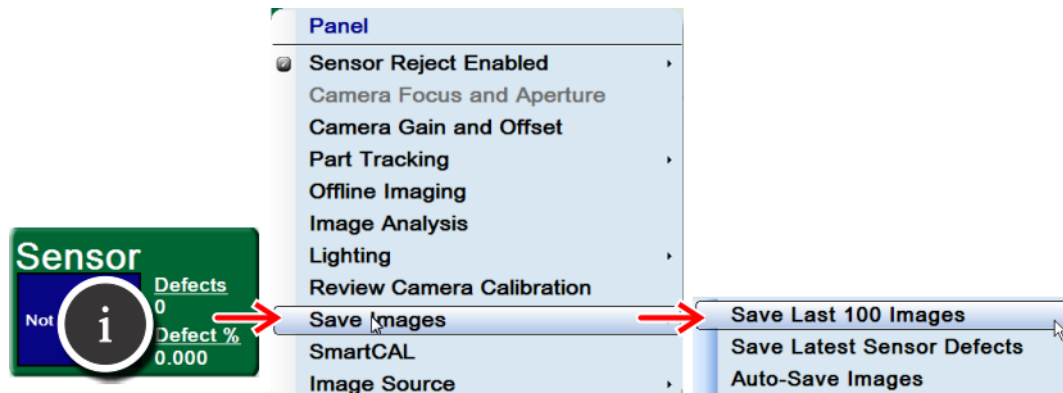 Panel
Sensor Reject Enabled
Camera Focus and Aperture
Camera Gain and Offset
Part Tracking
Offline Imaging
Image Analysis
Lighting
Review Camera Calibration
Save Images
SmartCAL
Image Source
Sensor
Not
i
Defects
0
Defect %
0.000
Save Last 100 Images
Save Latest Sensor Defects
Auto-Save Images